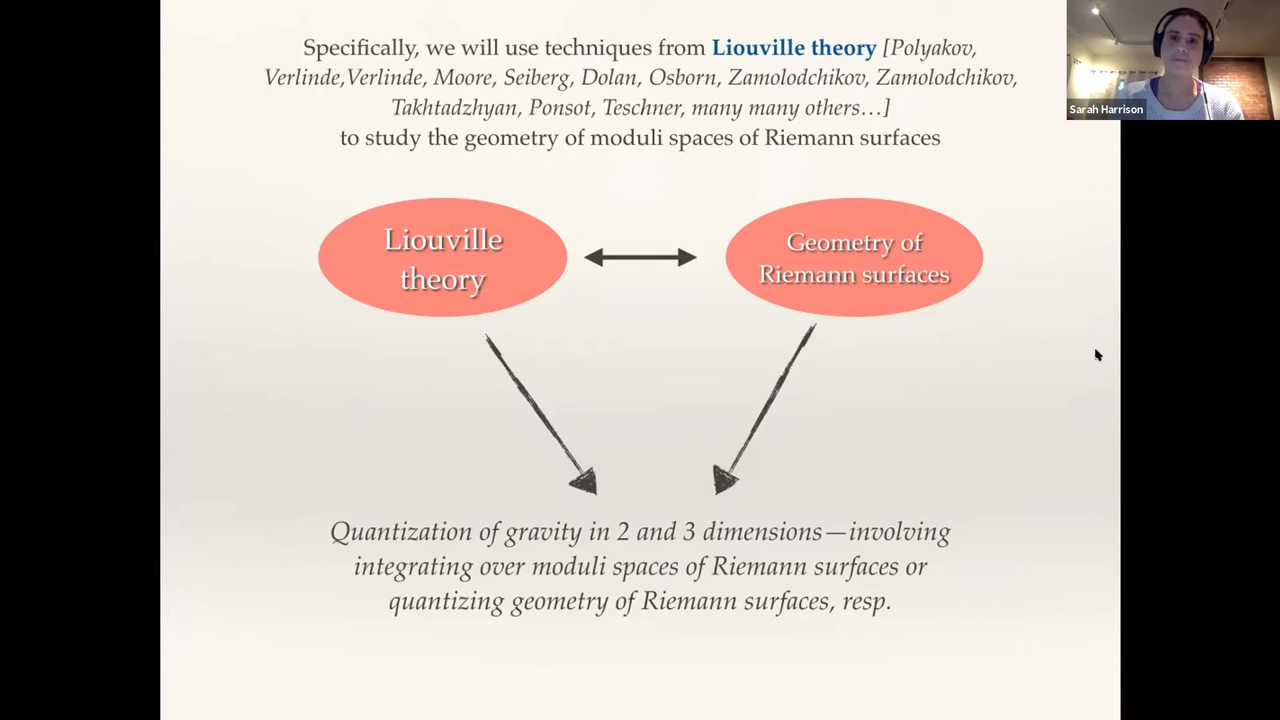 Specifically, we will use techniques from Liouville theory [Polyakov,
Verlinde,Verlinde, Moore, Seiberg, Dolan, Osborn, Zamolodchikov, Zamolodchikov,
Takhtadzhyan, Ponsot, Teschner, many many others…]
to study the geometry of moduli spaces of Riemann surfaces
Sarah Harrison
Liouville
theory
Geometry of
Riemann surfaces
Quantization of gravity in 2 and 3 dimensions—involving
integrating over moduli spaces of Riemann surfaces or
quantizing geometry of Riemann surfaces, resp.